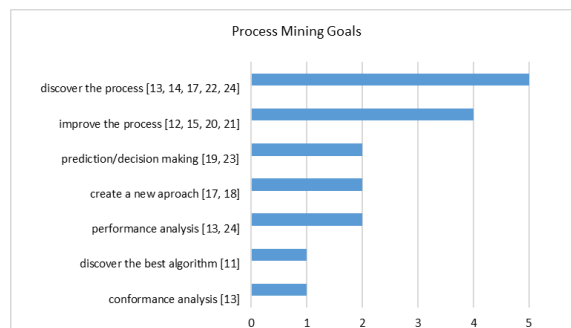 Process Mining Goals
discover the process [13, 14, 17, 22, 24]
improve the process [12, 15, 20, 21]
prediction/decision making [19, 23]
create a new aproach [17, 18]
performance analysis [13, 24]
discover the best algorithm [11]
conformance analysis [13]
0 1 2 3 4 5